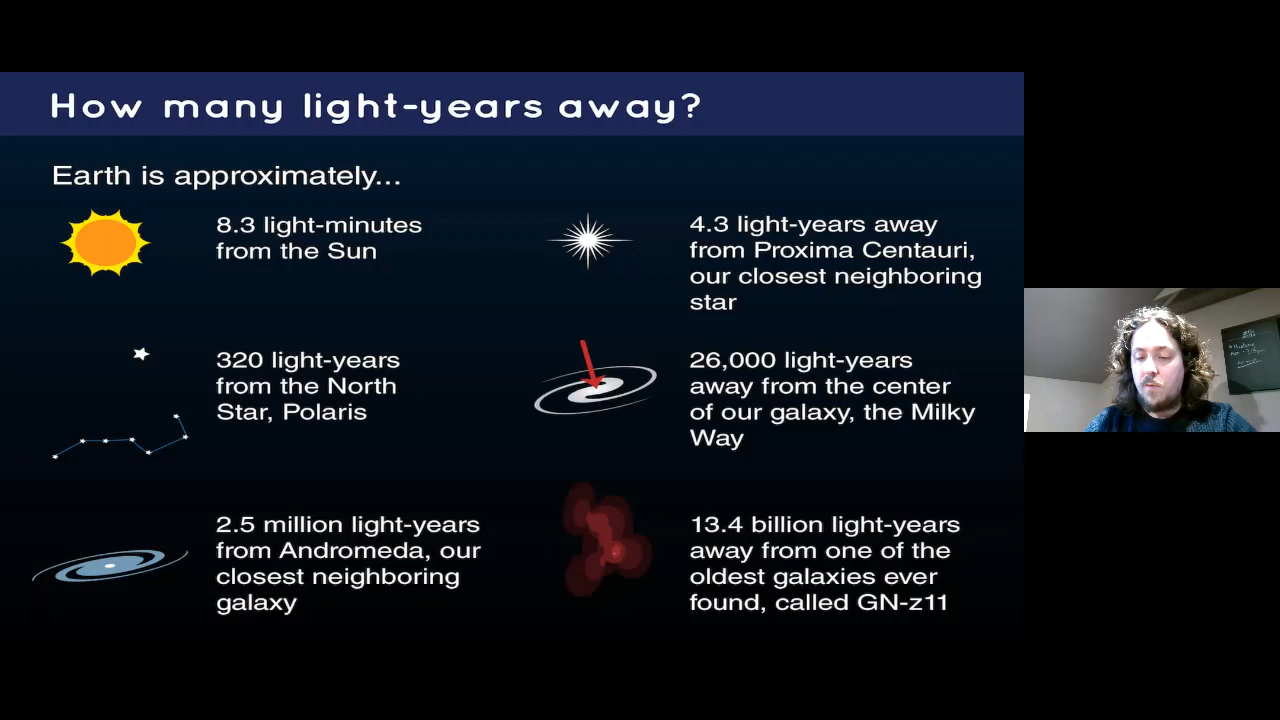 How many light-years away?
Earth is approximately...
8.3 light-minutes
from the Sun
4.3 light-years away
from Proxima Centauri,
our closest neighboring
star
320 light-years
from the North
Star, Polaris
26,000 light-years
away from the center
of our galaxy, the Milky
Way
2.5 million light-years
from Andromeda, our
closest neighboring
galaxy
13.4 billion light-years
away from one of the
oldest galaxies ever
found, called GN-z11